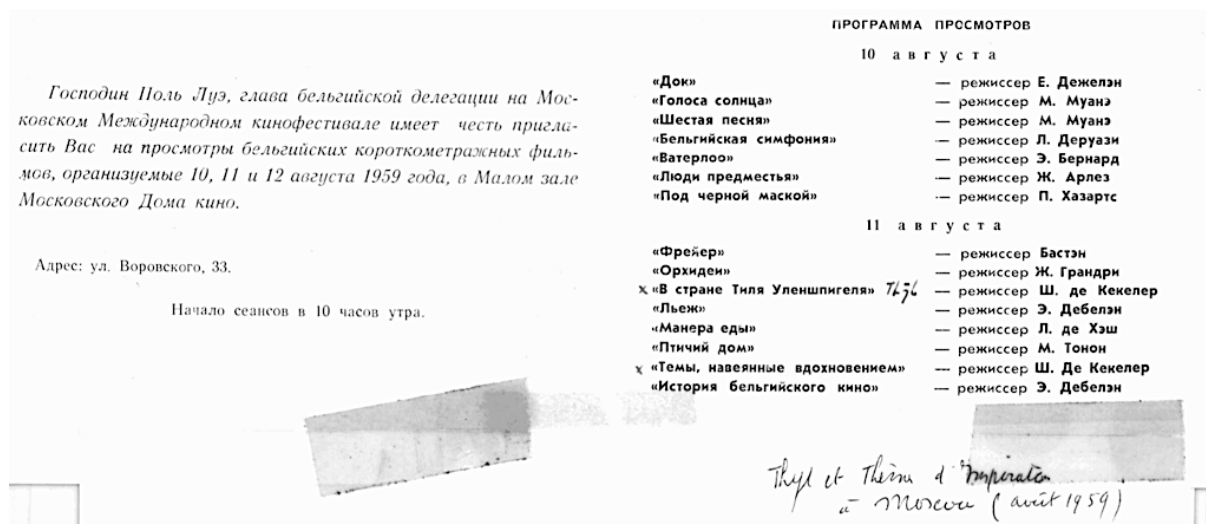 Господин Поль Луэ, глава бельгийской делегации на Мос-
ковском Международном кинофестивале имеет честь пригла-
сить Вас на просмотры бельгийских короткометражных филь-
мов, организуемые 10, 11 и 12 августа 1959 года, в Малом зале
Московского Дома кино.
Адрес: ул. Воровского, 33.
Начало сеансов в 10 часов утра.
ПРОГРАММА ПРОСМОТРОВ
10 августа
«Док» — режиссер Е. Дежелэн
«Голоса солнца» — режиссер М. Муанэ
«Шестая песня» — режиссер М. Муанэ
«Бельгийская симфония» — режиссер Л. Деруази
«Ватерлоо» — режиссер Э. Бернард
«Люди предместья» — режиссер Ж. Арлез
«Под черной маской» — режиссер П. Хазартс
11 августа
«Фрейер» — режиссер Бастэн
«Орхидеи» — режиссер Ж. Грандри
x «В стране Тиля Уленшпигеля» Thyl — режиссер Ш. де Кекелер
«Льеж» — режиссер Э. Дебелэн
«Манера еды» — режиссер Л. де Хэш
«Птичий дом» — режиссер М. Тонон
x «Темы, навеянные вдохновением» — режиссер Ш. Де Кекелер
«История бельгийского кино» — режиссер Э. Дебелэн
Thyl et Thème d'Inspiration
à Moscou (août 1959)